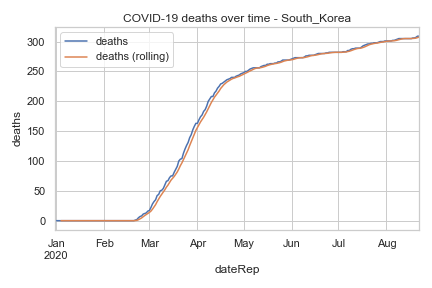 COVID-19 deaths over time - South_Korea
deaths
deaths (rolling)
300
250
200
150
100
50
0
deaths
Jan Feb Mar Apr May Jun Jul Aug
2020
dateRep